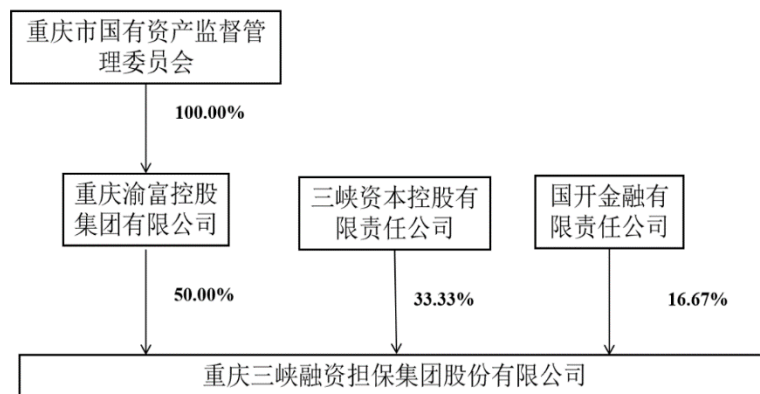 重庆市国有资产监督管
理委员会
100.00%
重庆渝富控股
集团有限公司
三峡资本控股有
限责任公司
国开金融有
限责任公司
50.00%
33.33%
16.67%
重庆三峡融资担保集团股份有限公司